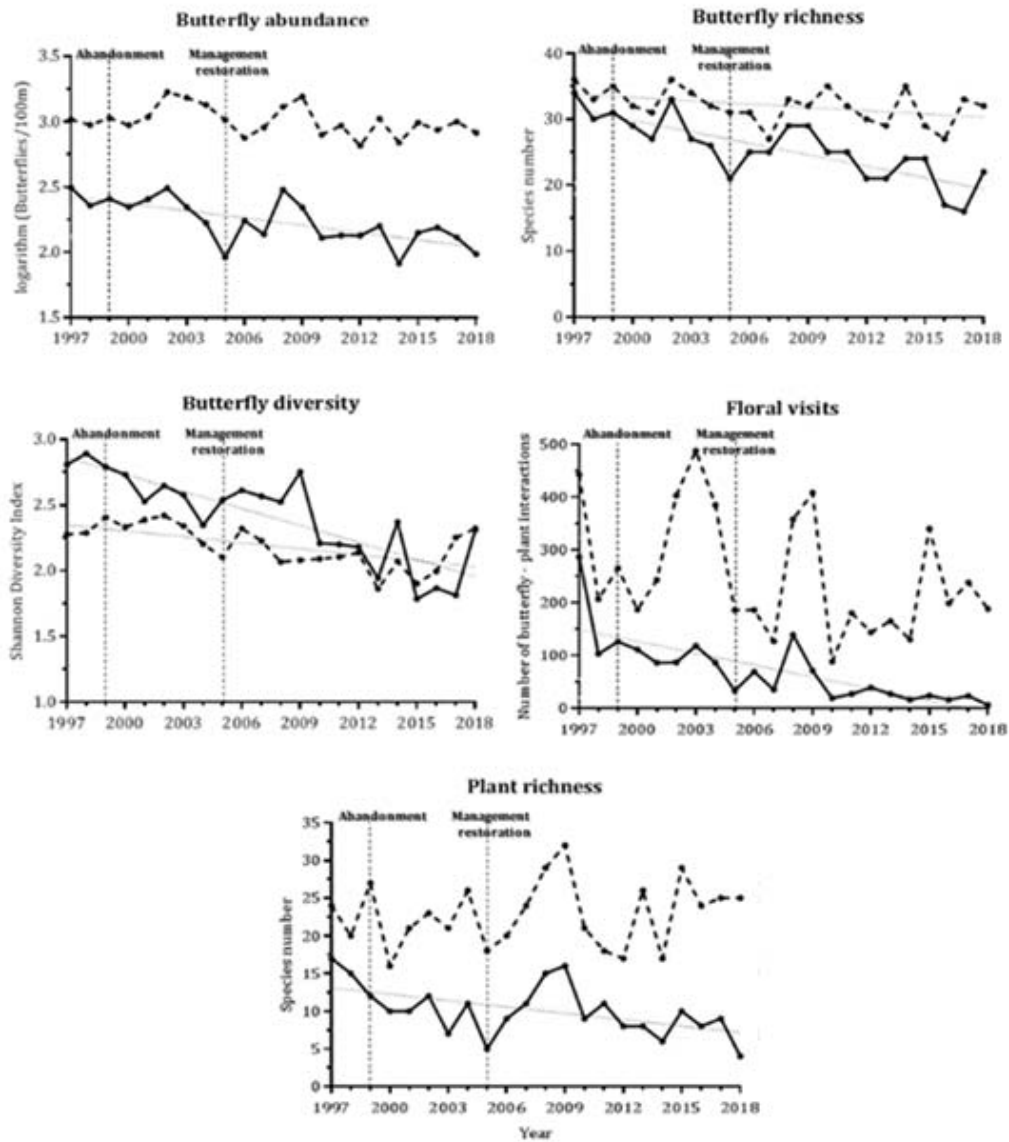 Butterfly abundance
Abandonment
Management
restoration
logarithm (Butterflies /100m)
3.5
3.0
2.5
2.0
1.5
1997 2000 2003 2006 2009 2012 2015 2018
Butterfly richness
Abandonment
Management
restoration
Species number
40
30
20
10
0
1997 2000 2003 2006 2009 2012 2015 2018
Butterfly diversity
Abandonment
Management
restoration
Shannon Diversity Index
3.0
2.5
2.0
1.5
1.0
1997 2000 2003 2006 2009 2012 2015 2018
Floral visits
Abandonment
Management
restoration
Number of butterfly - plant interactions
500
400
300
200
100
0
1997 2000 2003 2006 2009 2012 2015 2018
Plant richness
Abandonment
Management
restoration
Species number
35
30
25
20
15
10
5
0
1997 2000 2003 2006 2009 2012 2015 2018
Year